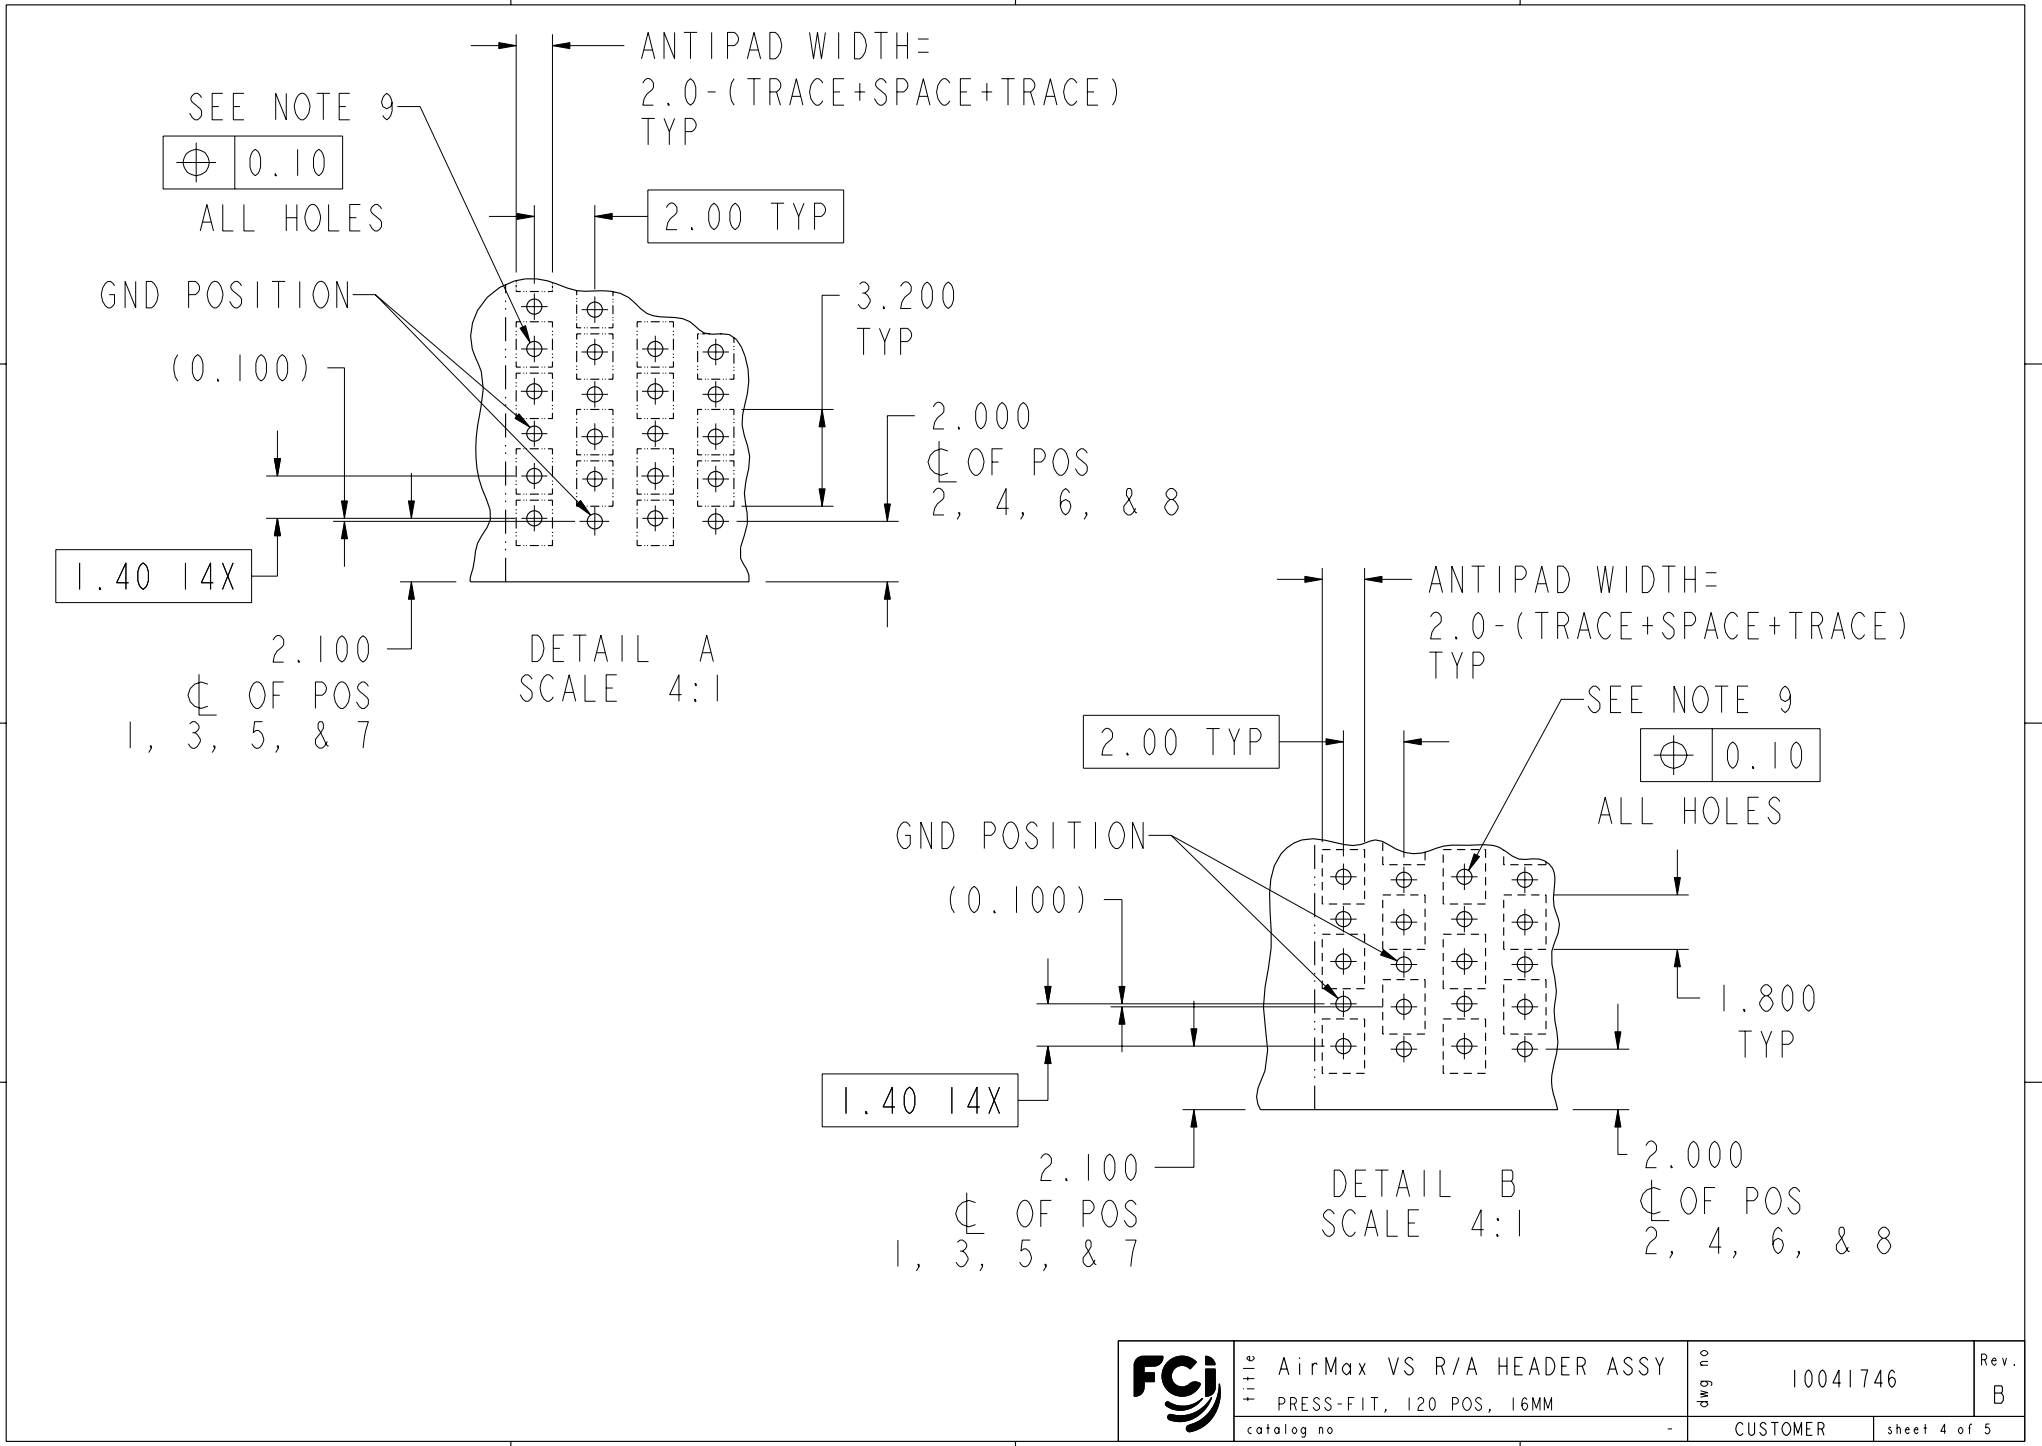 ANTIPAD WIDTH=
2.0-(TRACE+SPACE+TRACE)
TYP
SEE NOTE 9
⌖ 0.10
ALL HOLES
2.00 TYP
GND POSITION
3.200
TYP
(0.100)
2.000
℄ OF POS
2, 4, 6, & 8
1.40 14X
2.100
℄ OF POS
1, 3, 5, & 7
DETAIL A
SCALE 4:1
ANTIPAD WIDTH=
2.0-(TRACE+SPACE+TRACE)
TYP
SEE NOTE 9
⌖ 0.10
ALL HOLES
2.00 TYP
GND POSITION
(0.100)
1.800
TYP
1.40 14X
2.100
℄ OF POS
1, 3, 5, & 7
DETAIL B
SCALE 4:1
2.000
℄ OF POS
2, 4, 6, & 8
FCi
title
AirMax VS R/A HEADER ASSY
PRESS-FIT, 120 POS, 16MM
dwg no
10041746
Rev.
B
catalog no -
CUSTOMER
sheet 4 of 5